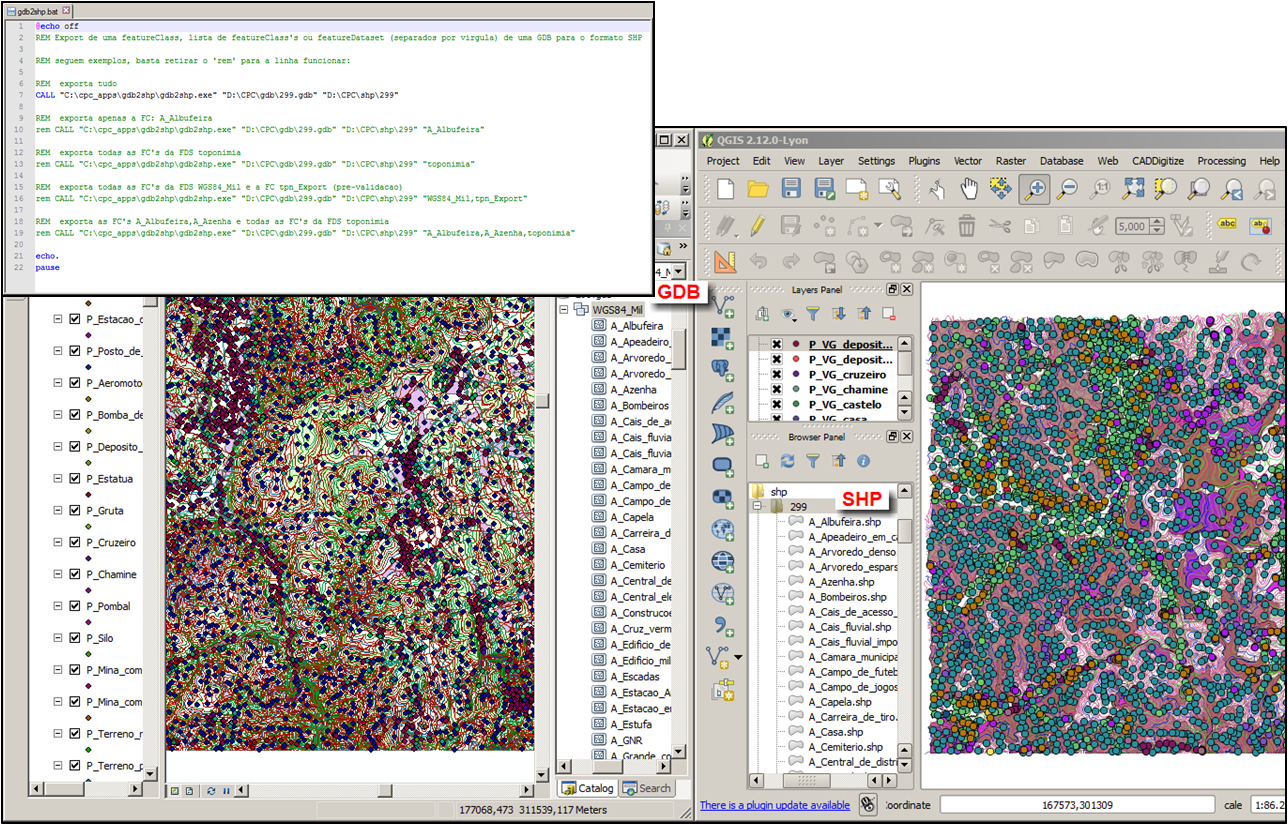 gdb2shp.bat
1 @echo off
2 REM Export de uma featureClass, lista de featureClass's ou featureDataset (separados por virgula) de uma GDB para o formato SHP
3
4 REM seguem exemplos, basta retirar o 'rem' para a linha funcionar:
5
6 REM  exporta tudo
7 CALL "C:\cpc_apps\gdb2shp\gdb2shp.exe" "D:\CPC\gdb\299.gdb" "D:\CPC\shp\299"
8
9 REM  exporta apenas a FC: A_Albufeira
10 rem CALL "C:\cpc_apps\gdb2shp\gdb2shp.exe" "D:\CPC\gdb\299.gdb" "D:\CPC\shp\299" "A_Albufeira"
11
12 REM  exporta todas as FC's da FDS toponimia
13 rem CALL "C:\cpc_apps\gdb2shp\gdb2shp.exe" "D:\CPC\gdb\299.gdb" "D:\CPC\shp\299" "toponimia"
14
15 REM  exporta todas as FC's da FDS WGS84_Mil e a FC tpn_Export (pre-validacao)
16 rem CALL "C:\cpc_apps\gdb2shp\gdb2shp.exe" "D:\CPC\gdb\299.gdb" "D:\CPC\shp\299" "WGS84_Mil,tpn_Export"
17
18 REM  exporta as FC's A_Albufeira,A_Azenha e todas as FC's da FDS toponimia
19 rem CALL "C:\cpc_apps\gdb2shp\gdb2shp.exe" "D:\CPC\gdb\299.gdb" "D:\CPC\shp\299" "A_Albufeira,A_Azenha,toponimia"
20
21 echo.
22 pause
GDB
P_Estacao_c
P_Posto_de_
P_Aeromoto
P_Bomba_de
P_Deposito_
P_Estatua
P_Gruta
P_Cruzeiro
P_Chamine
P_Pombal
P_Silo
P_Mina_com
P_Mina_com
P_Terreno_r
P_Terreno_p
WGS84_Mil
A_Albufeira
A_Apeadeiro_
A_Arvoredo_
A_Arvoredo_
A_Azenha
A_Bombeiros
A_Cais_de_ac
A_Cais_fluvia
A_Cais_fluvia
A_Camara_m
A_Campo_de
A_Campo_de
A_Capela
A_Carreira_d
A_Casa
A_Cemiterio
A_Central_de
A_Central_ele
A_Construcoe
A_Cruz_verm
A_Edificio_de
A_Edificio_mil
A_Escadas
A_Estacao_A
A_Estacao_er
A_Estufa
A_GNR
A_Grande_co
Catalog Search
177068,473 311539,117 Meters
QGIS 2.12.0-Lyon
Project Edit View Layer Settings Plugins Vector Raster Database Web CADDigitize Processing Help
1:1
5,000
abc ab
Layers Panel
P_VG_deposit...
P_VG_deposit...
P_VG_cruzeiro
P_VG_chamine
P_VG_castelo
P_VG_casa
Browser Panel
shp
299
SHP
A_Albufeira.shp
A_Apeadeiro_em_ca
A_Arvoredo_denso.
A_Arvoredo_espars
A_Azenha.shp
A_Bombeiros.shp
A_Cais_de_acesso_
A_Cais_fluvial.shp
A_Cais_fluvial_impo
A_Camara_municipa
A_Campo_de_futeb
A_Campo_de_jogos
A_Capela.shp
A_Carreira_de_tiro.
A_Casa.shp
A_Cemiterio.shp
A_Central_de_distri
There is a plugin update available
Coordinate 167573,301309 cale 1:86.2